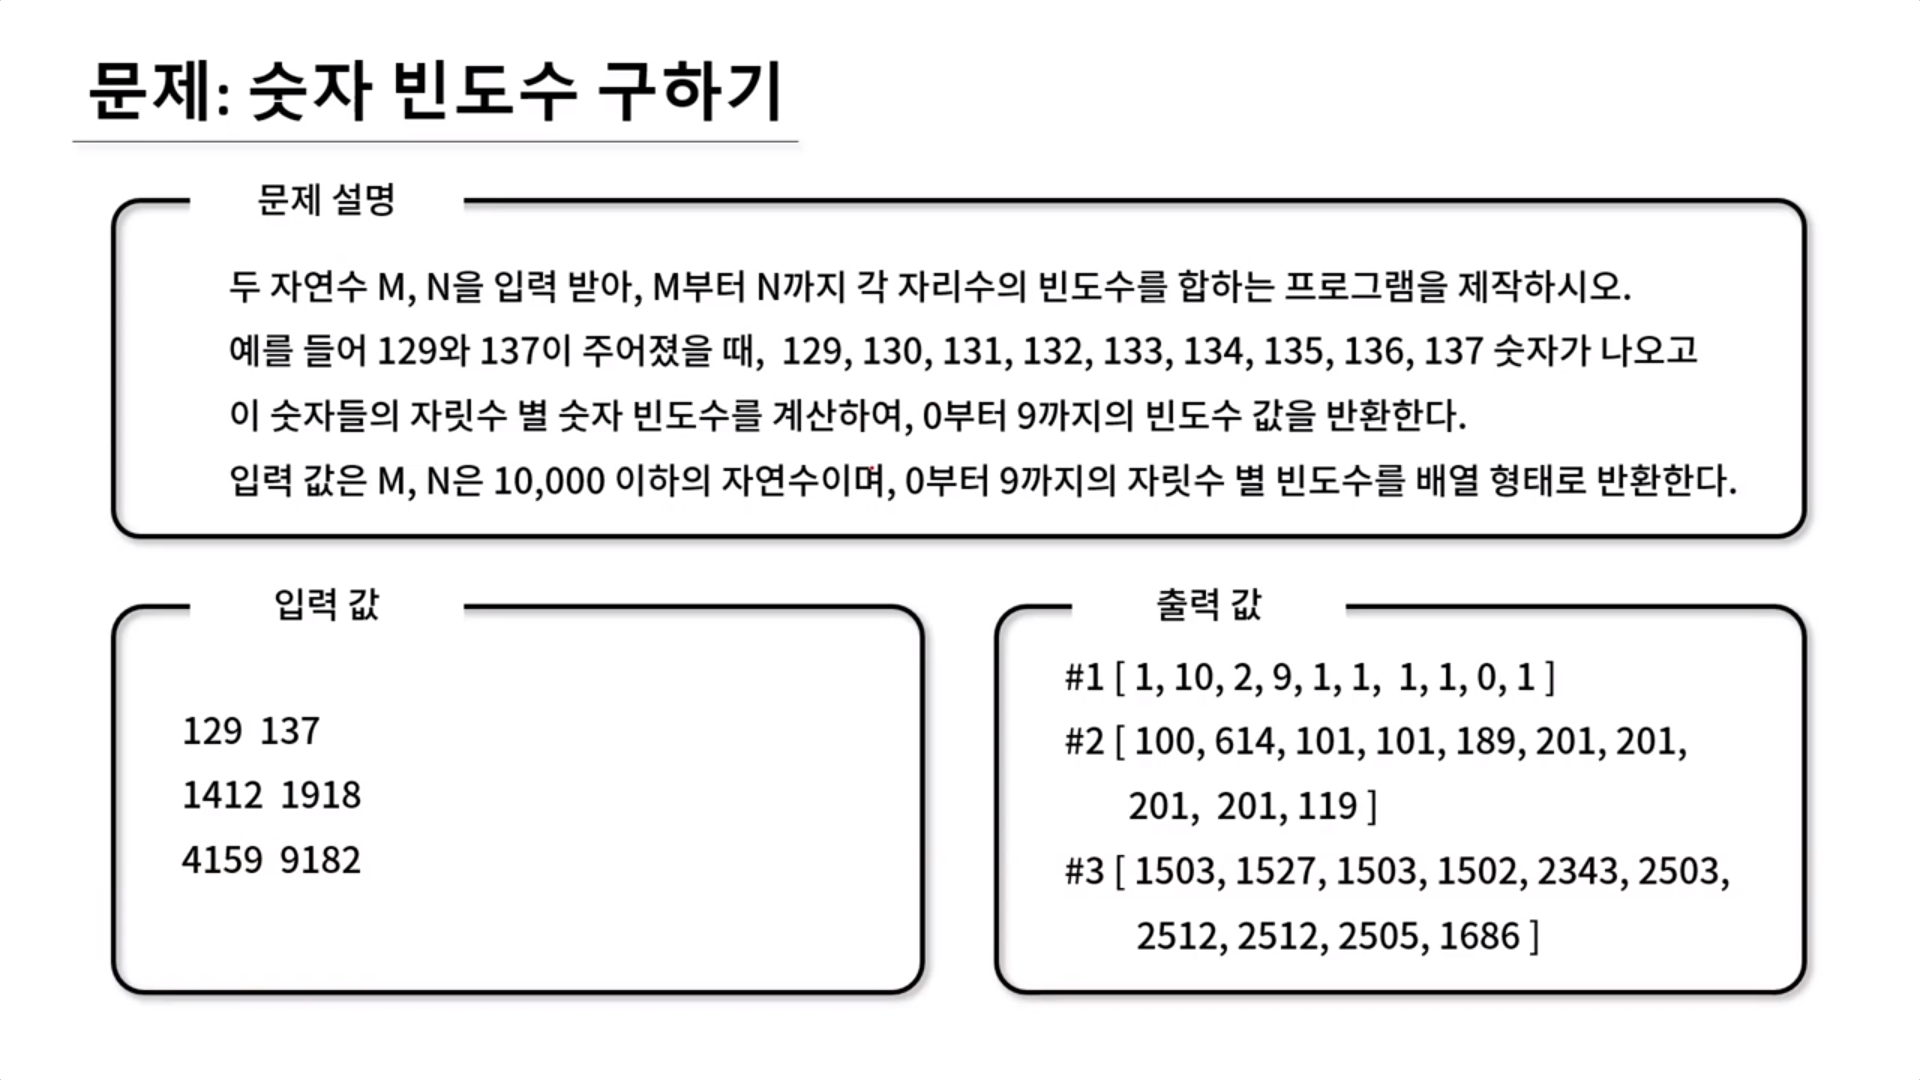 문제: 숫자 빈도수 구하기
문제 설명
두 자연수 M, N을 입력 받아, M부터 N까지 각 자리수의 빈도수를 합하는 프로그램을 제작하시오.
예를 들어 129와 137이 주어졌을 때, 129, 130, 131, 132, 133, 134, 135, 136, 137 숫자가 나오고
이 숫자들의 자릿수 별 숫자 빈도수를 계산하여, 0부터 9까지의 빈도수 값을 반환한다.
입력 값은 M, N은 10,000 이하의 자연수이며, 0부터 9까지의 자릿수 별 빈도수를 배열 형태로 반환한다.
입력 값
129 137
1412 1918
4159 9182
출력 값
#1 [ 1, 10, 2, 9, 1, 1, 1, 1, 0, 1 ]
#2 [ 100, 614, 101, 101, 189, 201, 201,
201, 201, 119 ]
#3 [ 1503, 1527, 1503, 1502, 2343, 2503,
2512, 2512, 2505, 1686 ]